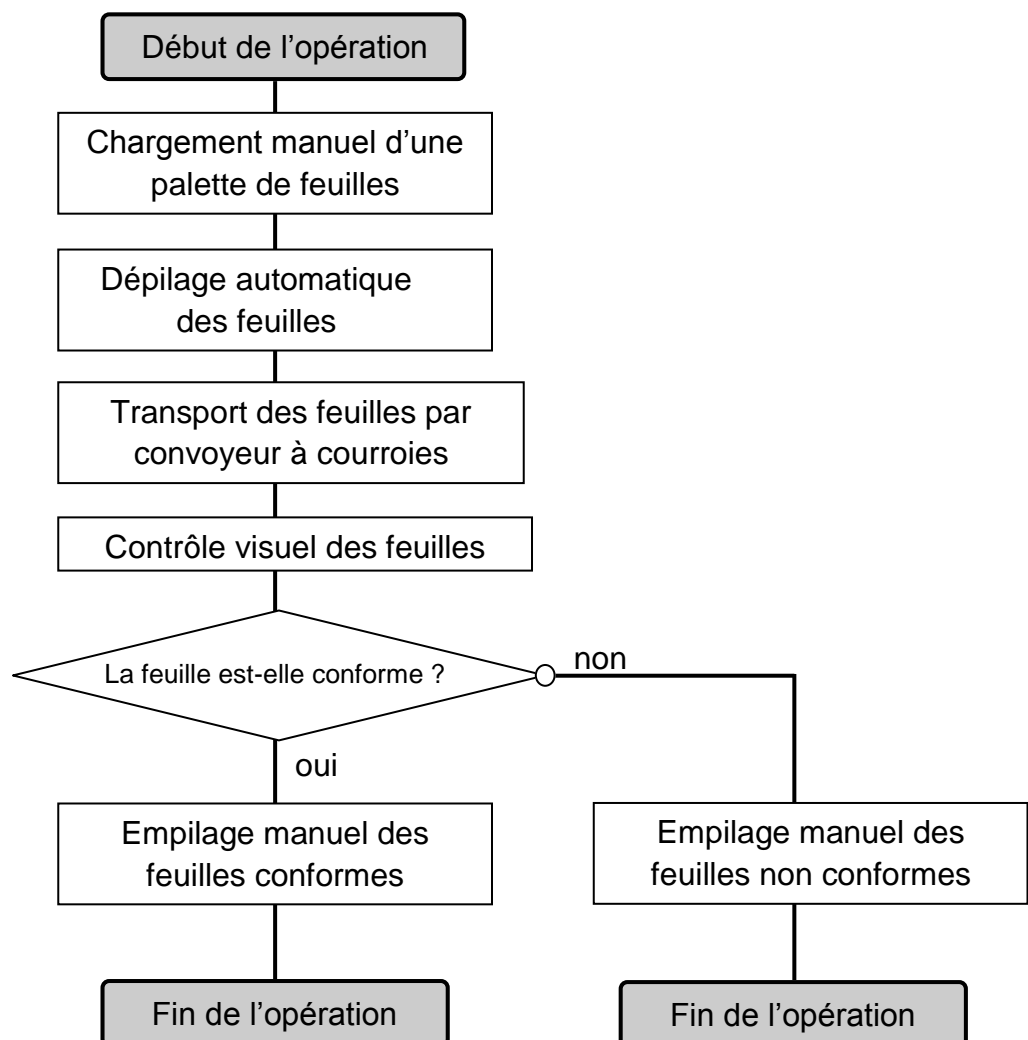 Début de l’opération
Chargement manuel d’une
palette de feuilles
Dépilage automatique
des feuilles
Transport des feuilles par
convoyeur à courroies
Contrôle visuel des feuilles
La feuille est-elle conforme ?
non
oui
Empilage manuel des
feuilles conformes
Empilage manuel des
feuilles non conformes
Fin de l’opération
Fin de l’opération